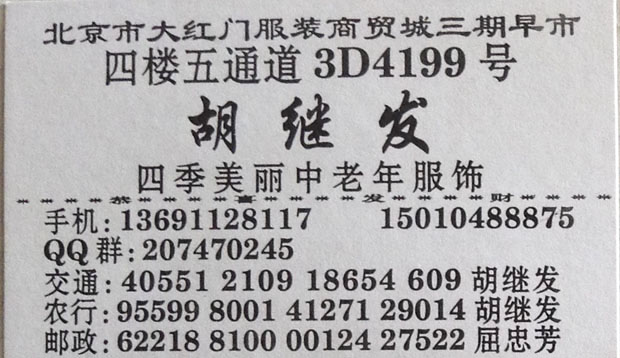 北京市大红门服装商贸城三期早市
四楼五通道 3D4199 号
胡继发
四季美丽中老年服饰
恭喜发财
手机: 13691128117 15010488875
QQ 群: 207470245
交通: 40551 2109 18654 609 胡继发
农行: 95599 8001 41271 29014 胡继发
邮政: 62218 8100 00124 27522 屈忠芳